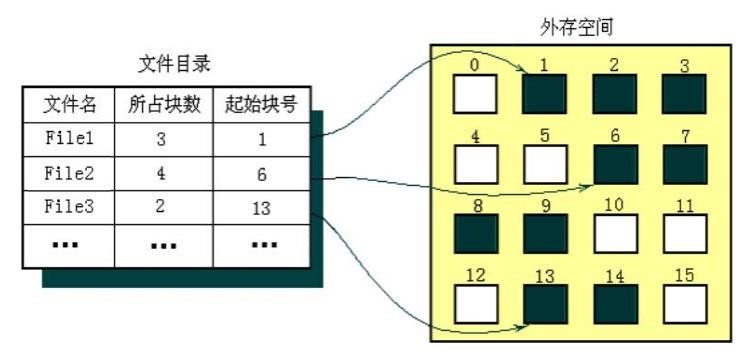 外存空间
文件目录
文件名 所占块数 起始块号
File1 3 1
File2 4 6
File3 2 13
... ... ...
0 1 2 3
4 5 6 7
8 9 10 11
12 13 14 15